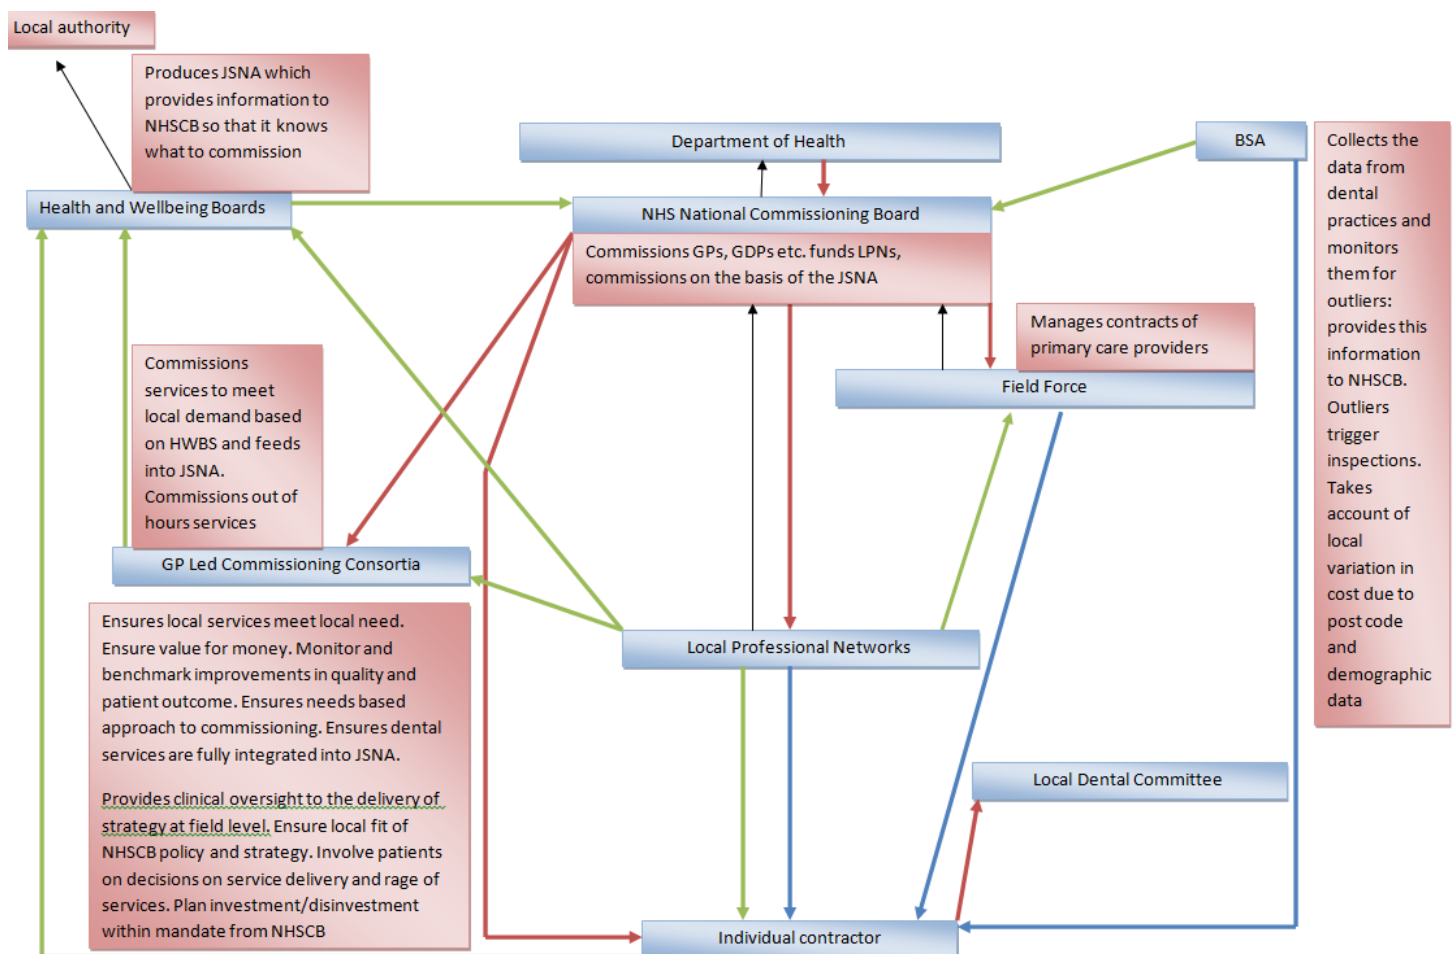 Local authority
Produces JSNA which
provides information to
NHSCB so that it knows
what to commission
Department of Health
BSA
Collects the
data from
dental
practices and
monitors
them for
outliers:
provides this
information
to NHSCB.
Outliers
trigger
inspections.
Takes
account of
local
variation in
cost due to
post code
and
demographic
data
Health and Wellbeing Boards
NHS National Commissioning Board
Commissions GPs, GDPs etc. funds LPNs,
commissions on the basis of the JSNA
Manages contracts of
primary care providers
Field Force
Commissions
services to meet
local demand based
on HWBS and feeds
into JSNA.
Commissions out of
hours services
GP Led Commissioning Consortia
Ensures local services meet local need.
Ensure value for money. Monitor and
benchmark improvements in quality and
patient outcome. Ensures needs based
approach to commissioning. Ensures dental
services are fully integrated into JSNA.
Provides clinical oversight to the delivery of
strategy at field level. Ensure local fit of
NHSCB policy and strategy. Involve patients
on decisions on service delivery and rage of
services. Plan investment/disinvestment
within mandate from NHSCB
Local Professional Networks
Local Dental Committee
Individual contractor